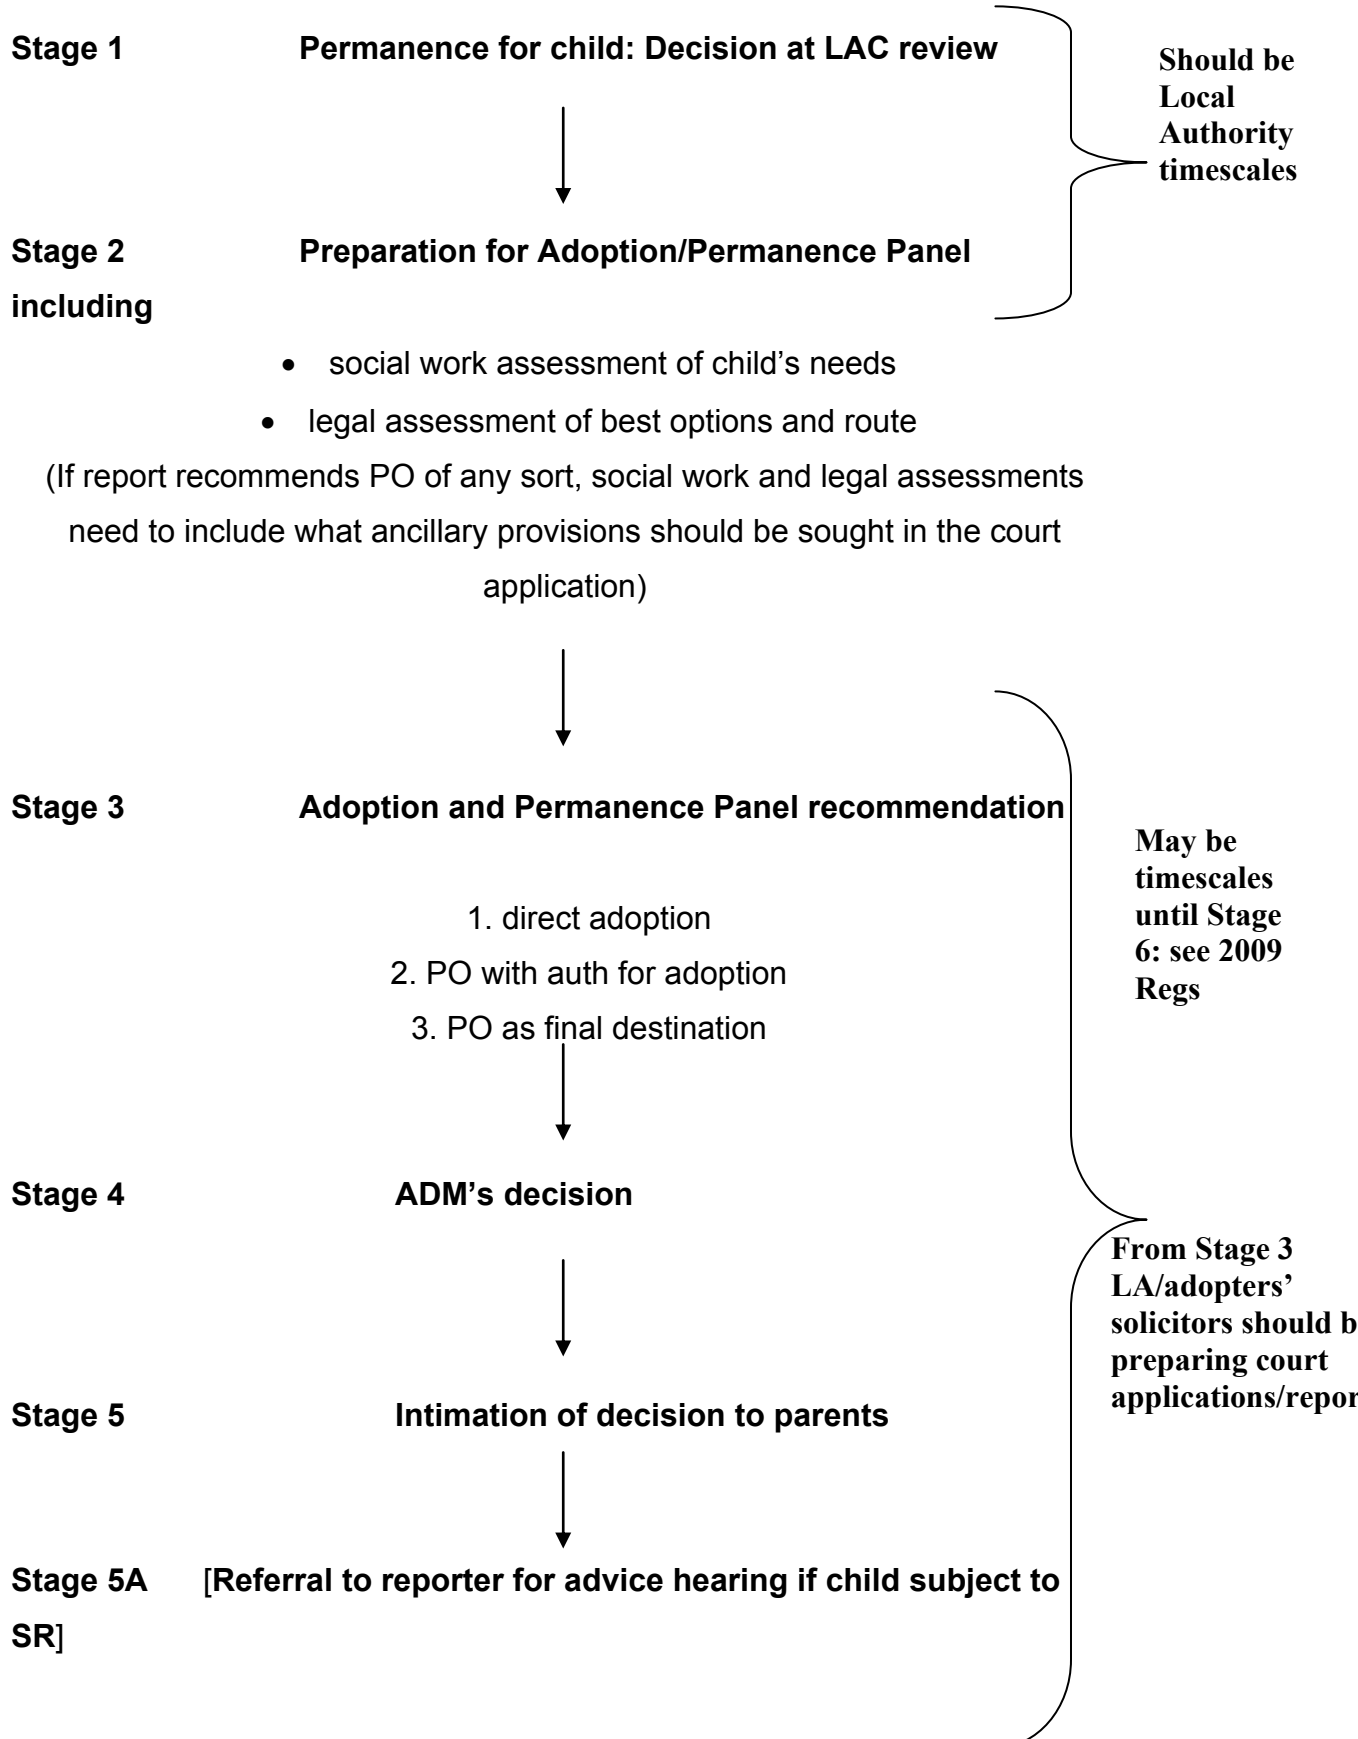 Stage 1 Permanence for child: Decision at LAC review
Should be
Local
Authority
timescales
Stage 2 Preparation for Adoption/Permanence Panel
including
• social work assessment of child’s needs
• legal assessment of best options and route
(If report recommends PO of any sort, social work and legal assessments
need to include what ancillary provisions should be sought in the court
application)
Stage 3 Adoption and Permanence Panel recommendation
May be
timescales
until Stage
6: see 2009
Regs
1. direct adoption
2. PO with auth for adoption
3. PO as final destination
Stage 4 ADM’s decision
From Stage 3
LA/adopters’
solicitors should b
preparing court
applications/repor
Stage 5 Intimation of decision to parents
Stage 5A [Referral to reporter for advice hearing if child subject to
SR]